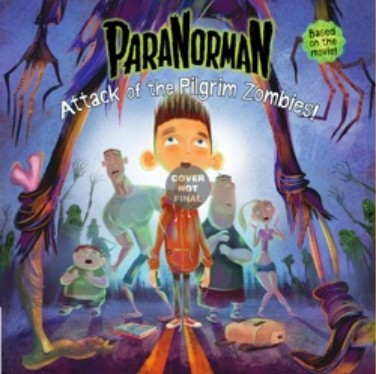 PARANORMAN
Based
on the
movie!
Attack of the Pilgrim Zombies!
COVER
NOT
FINAL